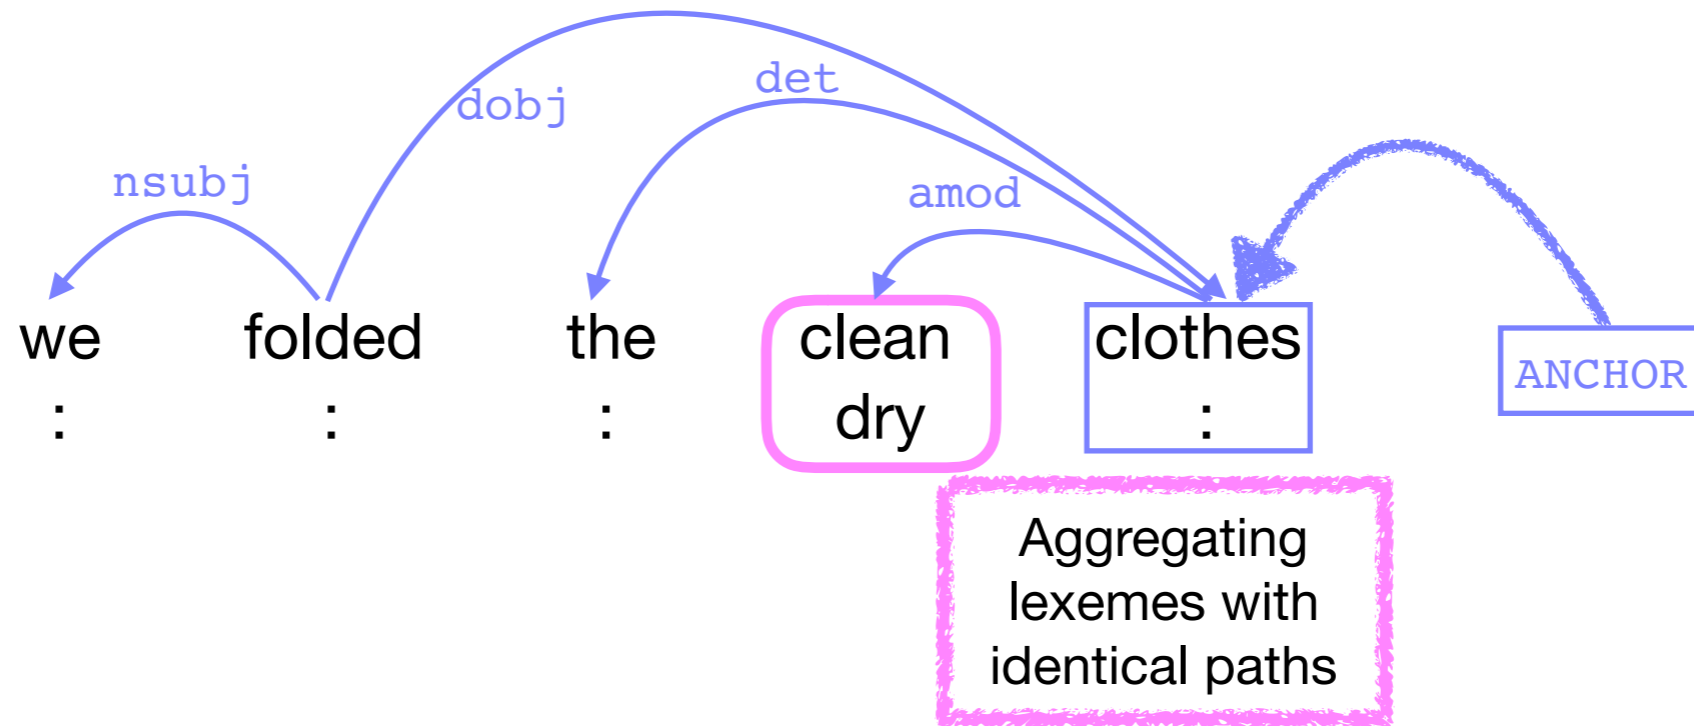 det
dobj
nsubj
amod
we folded the clean clothes
ANCHOR
: : : dry :
Aggregating
lexemes with
identical paths